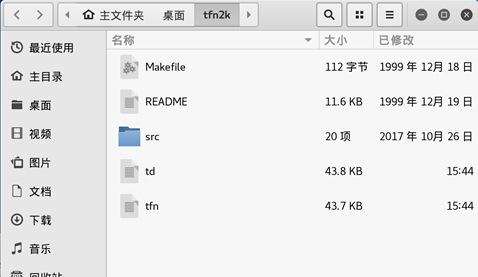 主文件夹 桌面 tfn2k
最近使用
主目录
桌面
视频
图片
文档
下载
音乐
回收站
名称 大小 已修改
Makefile 112 字节 1999 年 12月 18 日
README 11.6 KB 1999 年 12月 19 日
src 20 项 2017 年 10月 26 日
td 43.8 KB 15:44
tfn 43.7 KB 15:44